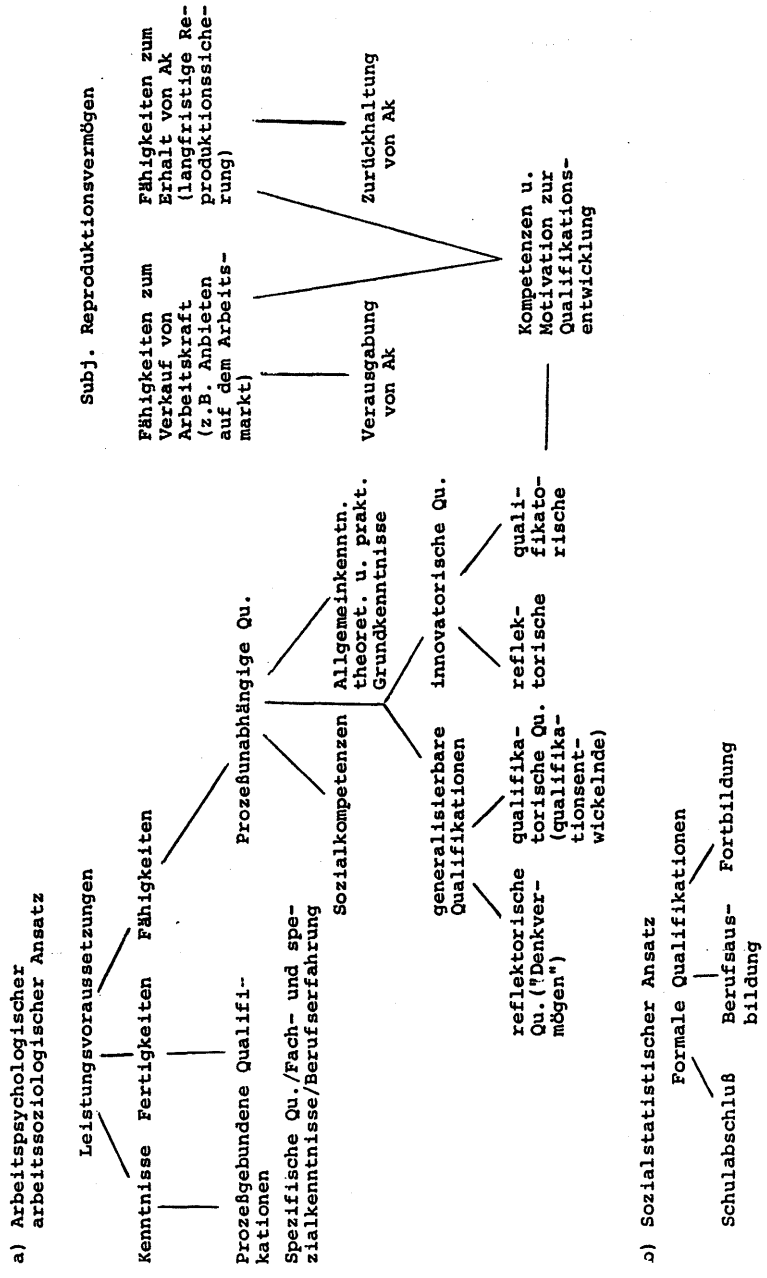 a) Arbeitspsychologischer
arbeitssoziologischer Ansatz
Leistungsvoraussetzungen
Kenntnisse Fertigkeiten Fähigkeiten
Prozeßgebundene Qualifi-
kationen
Spezifische Qu./Fach- und spe-
zialkenntnisse/Berufserfahrung
Prozeßunabhängige Qu.
Sozialkompetenzen
Allgemeinkenntn.
theoret. u. prakt.
Grundkenntnisse
generalisierbare
Qualifikationen
innovatorische Qu.
reflektorische
Qu.("Denkver-
mögen")
qualifika-
torische Qu.
(qualifika-
tionsent-
wickelnde)
reflek-
torische
quali-
fikato-
rische
Subj. Reproduktionsvermögen
Fähigkeiten zum
Verkauf von
Arbeitskraft
(z.B. Anbieten
auf dem Arbeits-
markt)
Fähigkeiten zum
Erhalt von Ak
(langfristige Re-
produktionssiche-
rung)
Verausgabung
von Ak
Zurückhaltung
von Ak
Kompetenzen u.
Motivation zur
Qualifikations-
entwicklung
b) Sozialstatistischer Ansatz
Formale Qualifikationen
Schulabschluß
Berufsaus-
bildung
Fortbildung